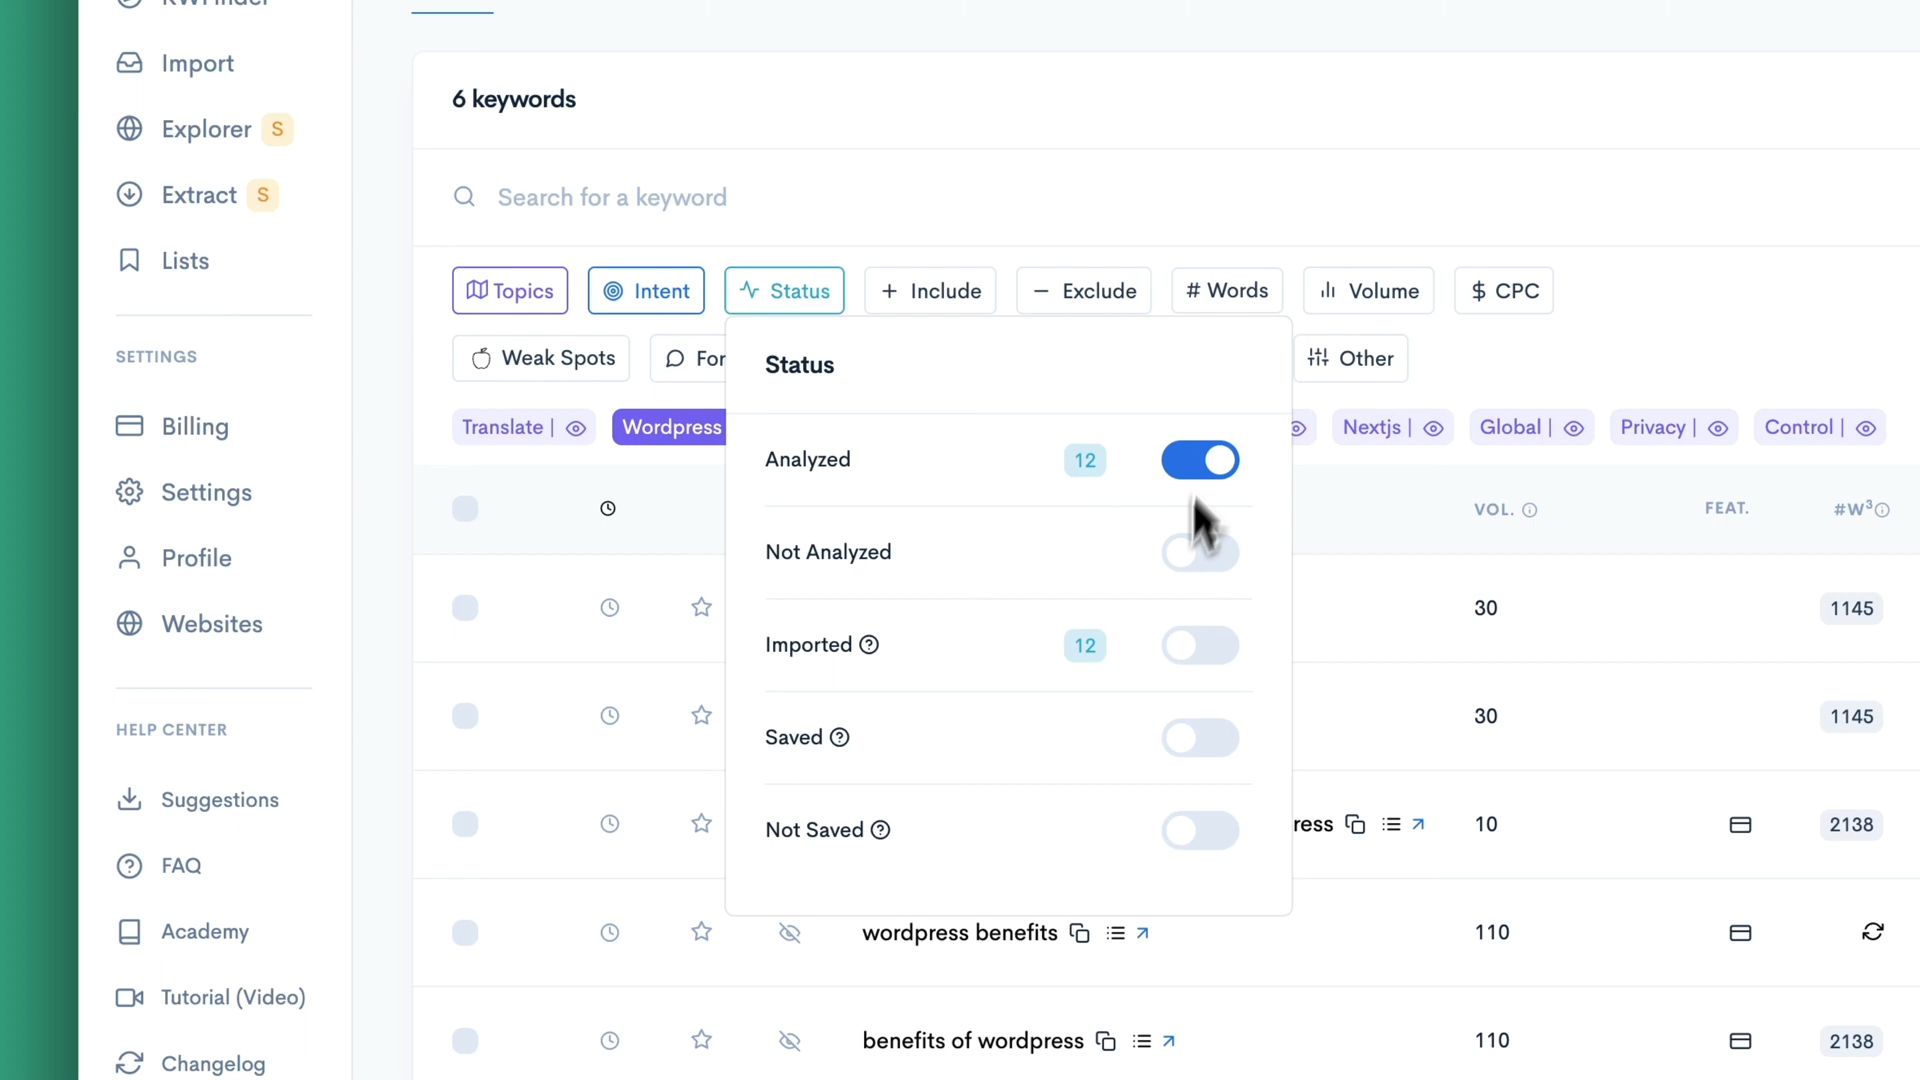 Import
Explorer S
Extract S
Lists
SETTINGS
Billing
Settings
Profile
Websites
HELP CENTER
Suggestions
FAQ
Academy
Tutorial (Video)
Changelog
6 keywords
Search for a keyword
Topics Intent Status + Include − Exclude # Words Volume $ CPC
Weak Spots For Other
Translate | Wordpress Nextjs | Global | Privacy | Control |
Status
Analyzed 12
Not Analyzed
Imported 12
Saved
Not Saved
VOL. FEAT. #W³
30 1145
30 1145
ress 10 2138
wordpress benefits 110
benefits of wordpress 110 2138